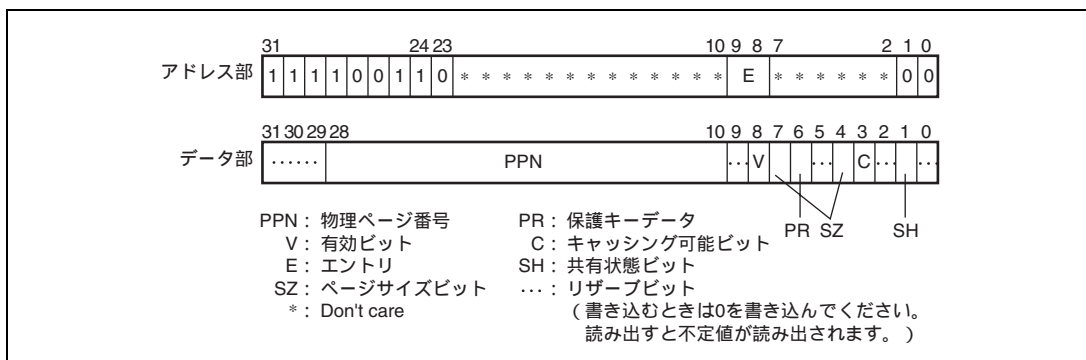 31 24 23 10 9 8 7 2 1 0
アドレス部 1 1 1 1 0 0 1 1 0 * * * * * * * * * * * * * E * * * * * * 0 0
31 30 29 28 10 9 8 7 6 5 4 3 2 1 0
データ部 ...... PPN ... V ... C ... ...
PR SZ SH
PPN： 物理ページ番号 PR： 保護キーデータ
V： 有効ビット C： キャッシング可能ビット
E： エントリ SH： 共有状態ビット
SZ： ページサイズビット ...： リザーブビット
*： Don't care （書き込むときは0を書き込んでください。
読み出すと不定値が読み出されます。）